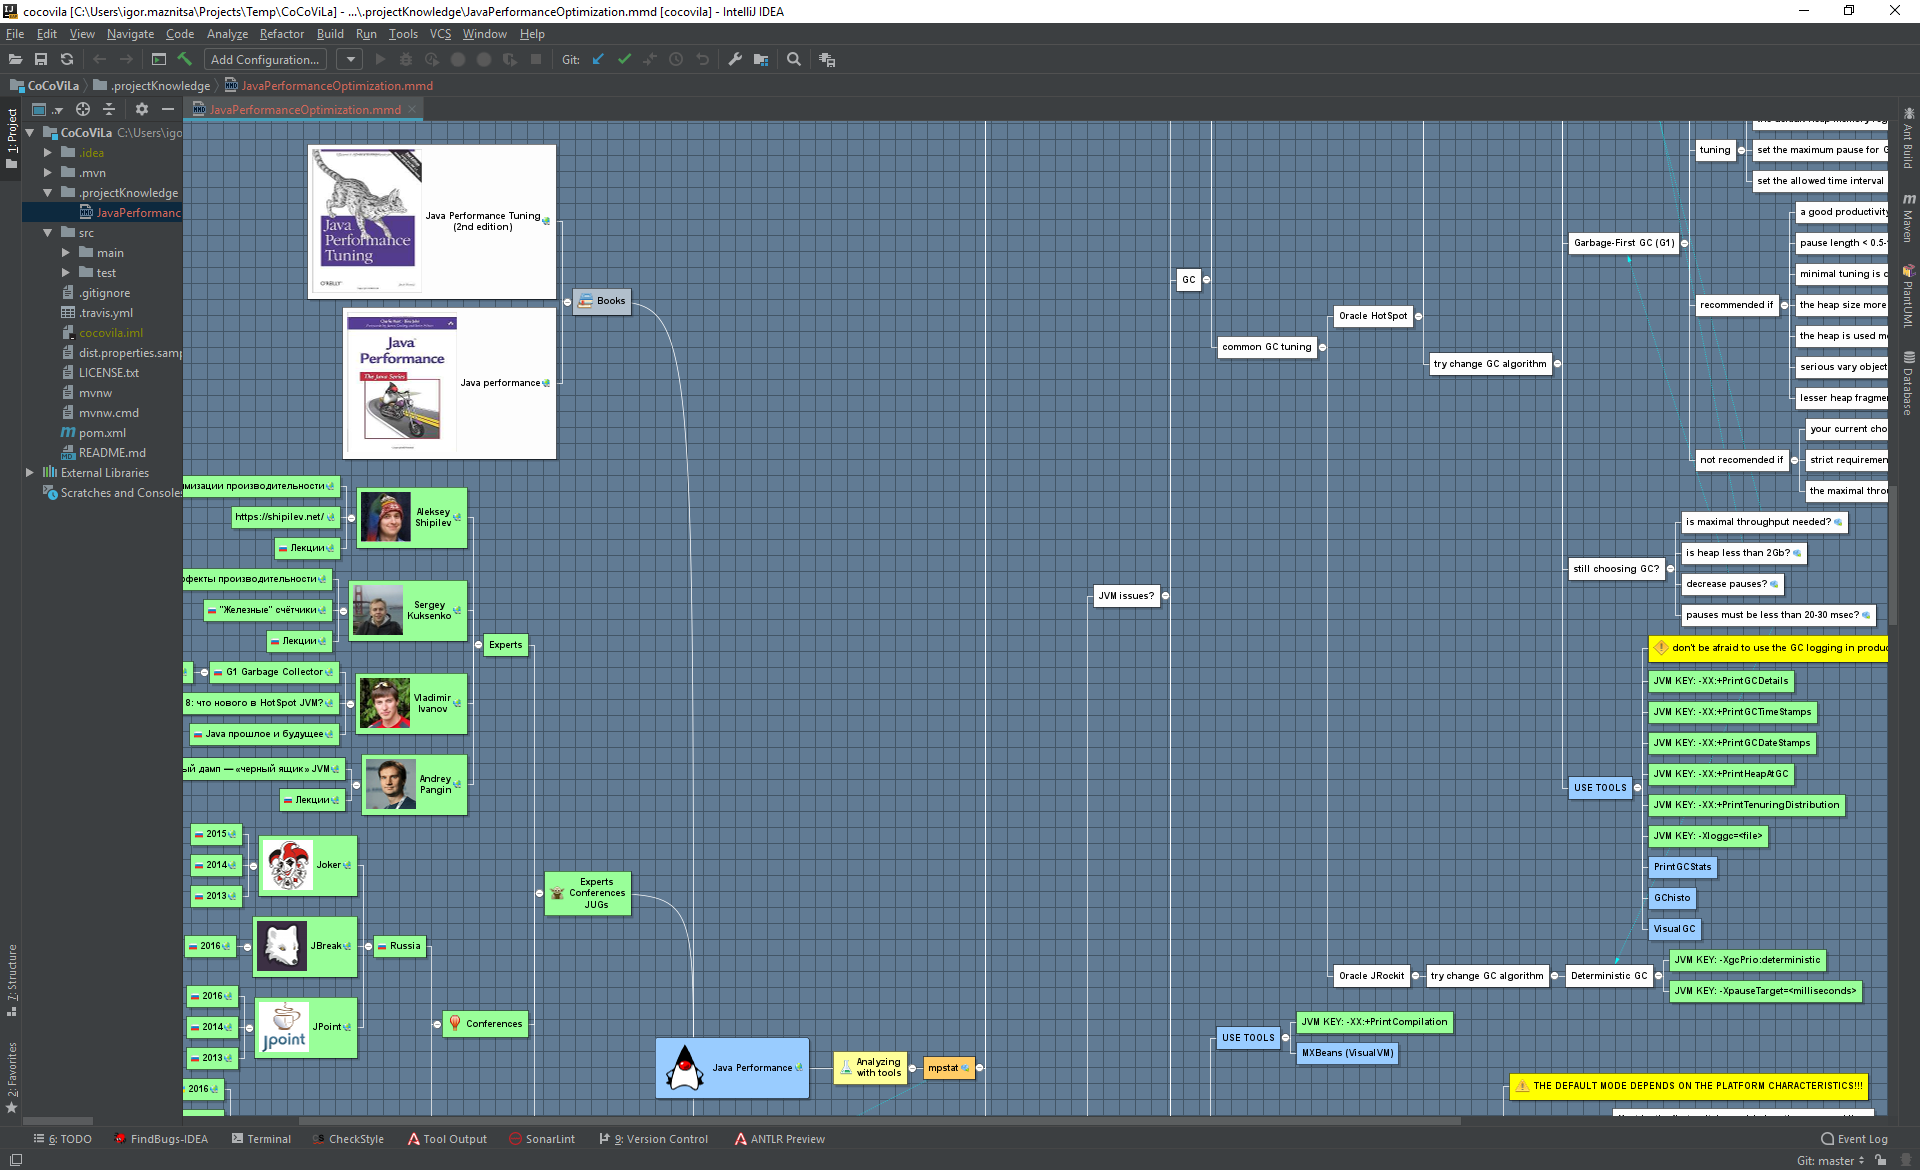 cocovila [C:\Users\igor.maznitsa\Projects\Temp\CoCoViLa] - ...\.projectKnowledge\JavaPerformanceOptimization.mmd [cocovila] - IntelliJ IDEA
File Edit View Navigate Code Analyze Refactor Build Run Tools VCS Window Help
Add Configuration...
Git:
CoCoViLa
.projectKnowledge
JavaPerformanceOptimization.mmd
1: Project
JavaPerformanceOptimization.mmd
CoCoViLa C:\Users\igo
.idea
.mvn
.projectKnowledge
JavaPerformanc
src
main
test
.gitignore
.travis.yml
cocovila.iml
dist.properties.samp
LICENSE.txt
mvnw
mvnw.cmd
pom.xml
README.md
External Libraries
Scratches and Consoles
7: Structure
2: Favorites
Java
Performance
Tuning
O'REILLY
Java Performance Tuning
(2nd edition)
Java
Performance
The Java Series
Java performance
Books
мизации производительности
https://shipilev.net/
Лекции
Aleksey
Shipilev
фекты производительности
"Железные" счётчики
Лекции
Sergey
Kuksenko
Experts
G1 Garbage Collector
8: что нового в HotSpot JVM?
Java прошлое и будущее
Vladimir
Ivanov
ый дамп — «черный ящик» JVM
Лекции
Andrey
Pangin
2015
2014
2013
Joker
2016
JBreak
Russia
2016
2014
2013
Jpoint
JPoint
2016
Conferences
Experts
Conferences
JUGs
Java Performance
Analyzing
with tools
mpstat
JVM issues?
GC
common GC tuning
Oracle HotSpot
try change GC algorithm
tuning
set the maximum pause for G
set the allowed time interval
Garbage-First GC (G1)
recommended if
a good productivity
pause length < 0.5-
minimal tuning is
the heap size more
the heap is used
serious vary object
lesser heap fragme
not recomended if
your current cho
strict requiremen
the maximal thro
still choosing GC?
is maximal throughput needed?
is heap less than 2Gb?
decrease pauses?
pauses must be less than 20-30 msec?
USE TOOLS
don't be afraid to use the GC logging in produc
JVM KEY: -XX:+PrintGCDetails
JVM KEY: -XX:+PrintGCTimeStamps
JVM KEY: -XX:+PrintGCDateStamps
JVM KEY: -XX:+PrintHeapAtGC
JVM KEY: -XX:+PrintTenuringDistribution
JVM KEY: -Xloggc=<file>
PrintGCStats
GChisto
VisualGC
Oracle JRockit
try change GC algorithm
Deterministic GC
JVM KEY: -XgcPrio:deterministic
JVM KEY: -XpauseTarget=<milliseconds>
USE TOOLS
JVM KEY: -XX:+PrintCompilation
MXBeans (VisualVM)
THE DEFAULT MODE DEPENDS ON THE PLATFORM CHARACTERISTICS!!!
Ant Build
Maven
PlantUML
Database
6: TODO
FindBugs-IDEA
Terminal
CheckStyle
Tool Output
SonarLint
9: Version Control
ANTLR Preview
Event Log
Git: master